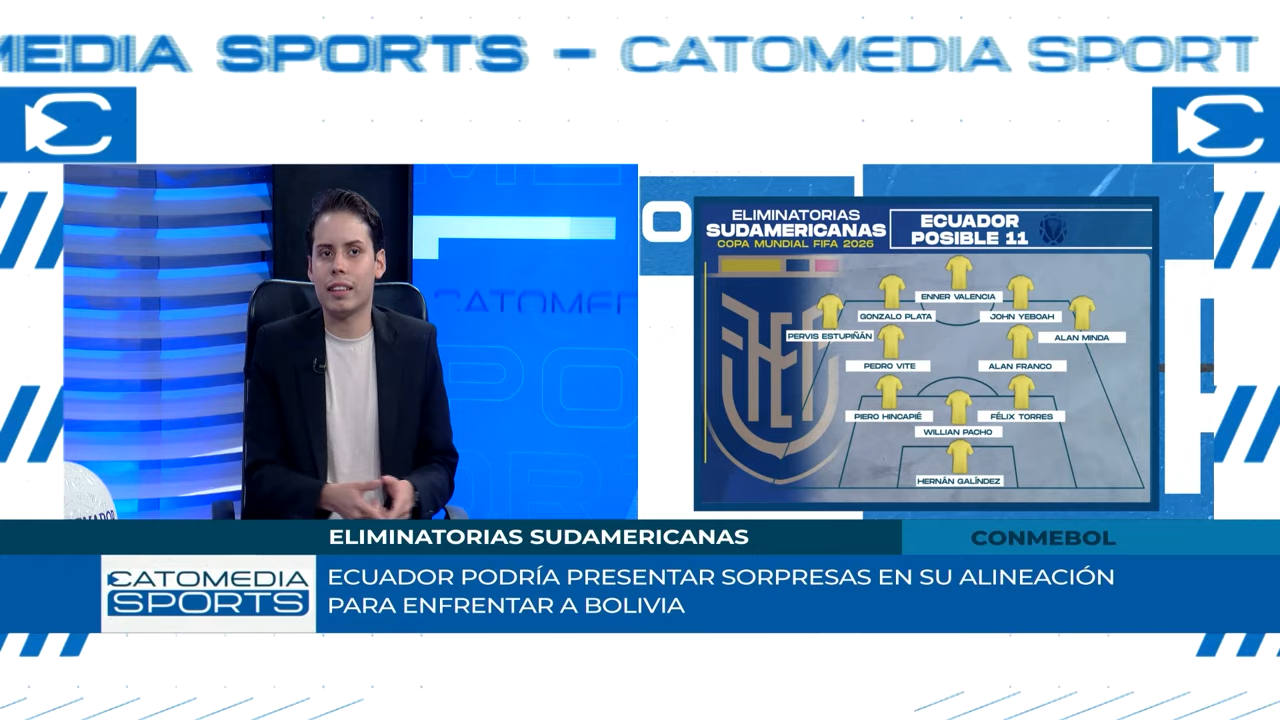 MEDIA SPORTS – CATOMEDIA SPORT
ELIMINATORIAS
SUDAMERICANAS
COPA MUNDIAL FIFA 2026
ECUADOR
POSIBLE 11
ENNER VALENCIA
GONZALO PLATA
JOHN YEBOAH
PERVIS ESTUPIÑÁN
ALAN MINDA
PEDRO VITE
ALAN FRANCO
PIERO HINCAPIÉ
FÉLIX TORRES
WILLIAN PACHO
HERNÁN GALÍNDEZ
ELIMINATORIAS SUDAMERICANAS
CONMEBOL
CATOMEDIA
SPORTS
ECUADOR PODRÍA PRESENTAR SORPRESAS EN SU ALINEACIÓN
PARA ENFRENTAR A BOLIVIA